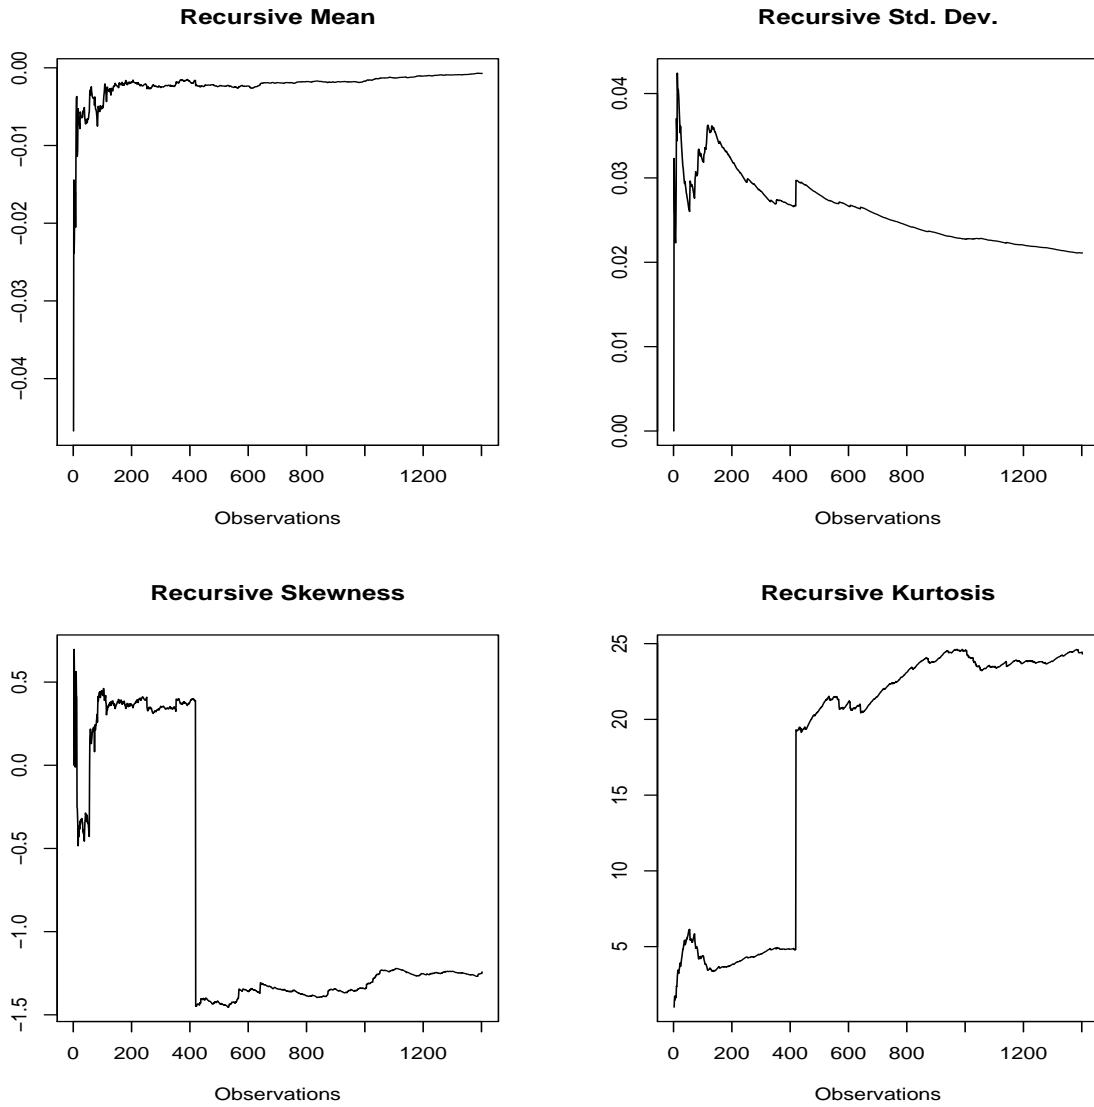 Recursive Mean
0.00
−0.01
−0.02
−0.03
−0.04
0 200 400 600 800 1200
Observations
Recursive Std. Dev.
0.04
0.03
0.02
0.01
0.00
0 200 400 600 800 1200
Observations
Recursive Skewness
0.5
0.0
−0.5
−1.0
−1.5
0 200 400 600 800 1200
Observations
Recursive Kurtosis
25
20
15
10
5
0 200 400 600 800 1200
Observations